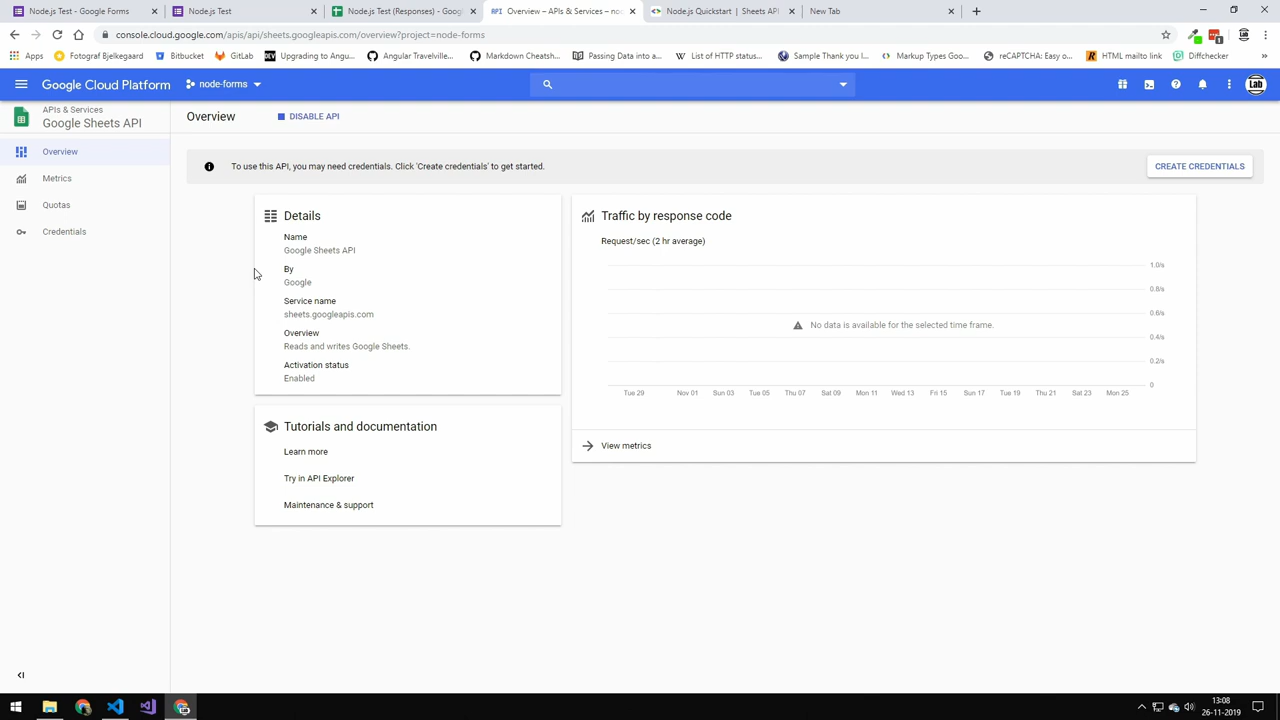 Node.js Test - Google Forms
Node.js Test
Node.js Test (Responses) - Googl
Overview – APIs & Services – no
Node.js Quickstart | Sheets API
New Tab
console.cloud.google.com/apis/api/sheets.googleapis.com/overview?project=node-forms
Apps
Fotograf Bjelkegaard
Bitbucket
GitLab
Upgrading to Angu...
Angular Travelville...
Markdown Cheatsh...
Passing Data into a...
List of HTTP status...
Sample Thank you l...
Markup Types Goo...
reCAPTCHA: Easy o...
HTML mailto link
Diffchecker
Google Cloud Platform
node-forms
Lab
APIs & Services
Google Sheets API
Overview
DISABLE API
Overview
Metrics
Quotas
Credentials
To use this API, you may need credentials. Click 'Create credentials' to get started.
CREATE CREDENTIALS
Details
Name
Google Sheets API
By
Google
Service name
sheets.googleapis.com
Overview
Reads and writes Google Sheets.
Activation status
Enabled
Tutorials and documentation
Learn more
Try in API Explorer
Maintenance & support
Traffic by response code
Request/sec (2 hr average)
1.0/s
0.8/s
0.6/s
0.4/s
0.2/s
0
No data is available for the selected time frame.
Tue 29 Nov 01 Sun 03 Tue 05 Thu 07 Sat 09 Mon 11 Wed 13 Fri 15 Sun 17 Tue 19 Thu 21 Sat 23 Mon 25
View metrics
13:08
26-11-2019